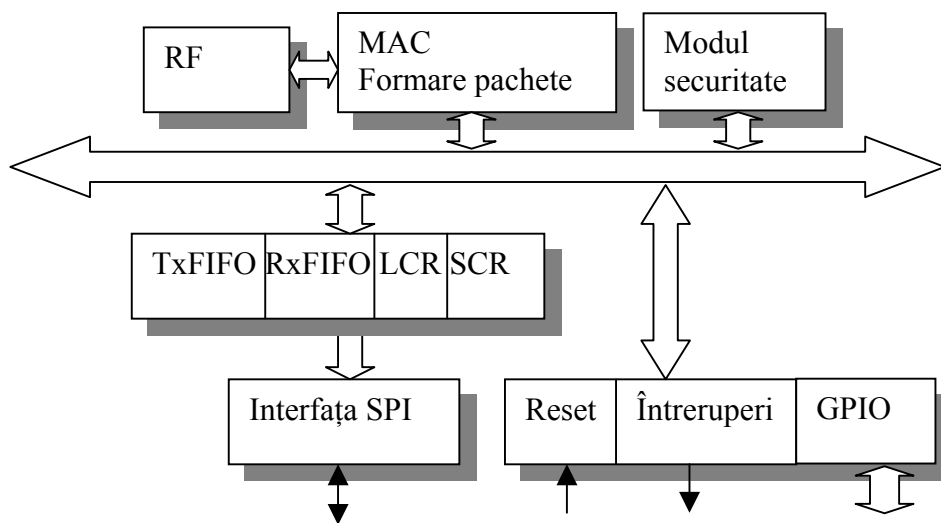 RF
MAC
Formare pachete
Modul
securitate
TxFIFO RxFIFO LCR SCR
Interfața SPI
Reset Întreruperi GPIO